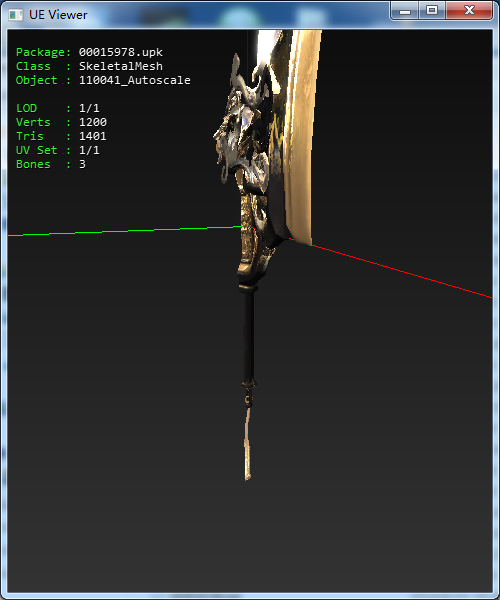 UE Viewer
Package: 00015978.upk
Class : SkeletalMesh
Object : 110041_Autoscale
LOD : 1/1
Verts : 1200
Tris : 1401
UV Set : 1/1
Bones : 3